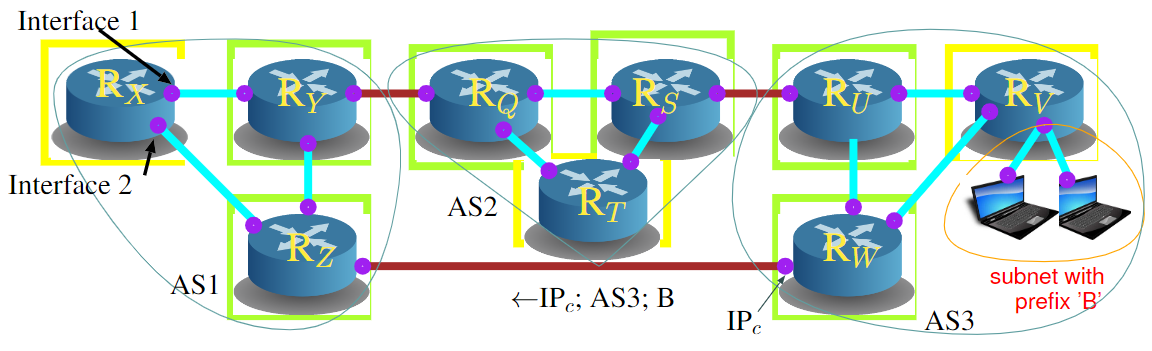 Interface 1
R_X
R_Y
R_Q
R_S
R_U
R_V
Interface 2
AS2
R_T
AS1
R_Z
R_W
subnet with
prefix 'B'
←IP_c; AS3; B
IP_c
AS3